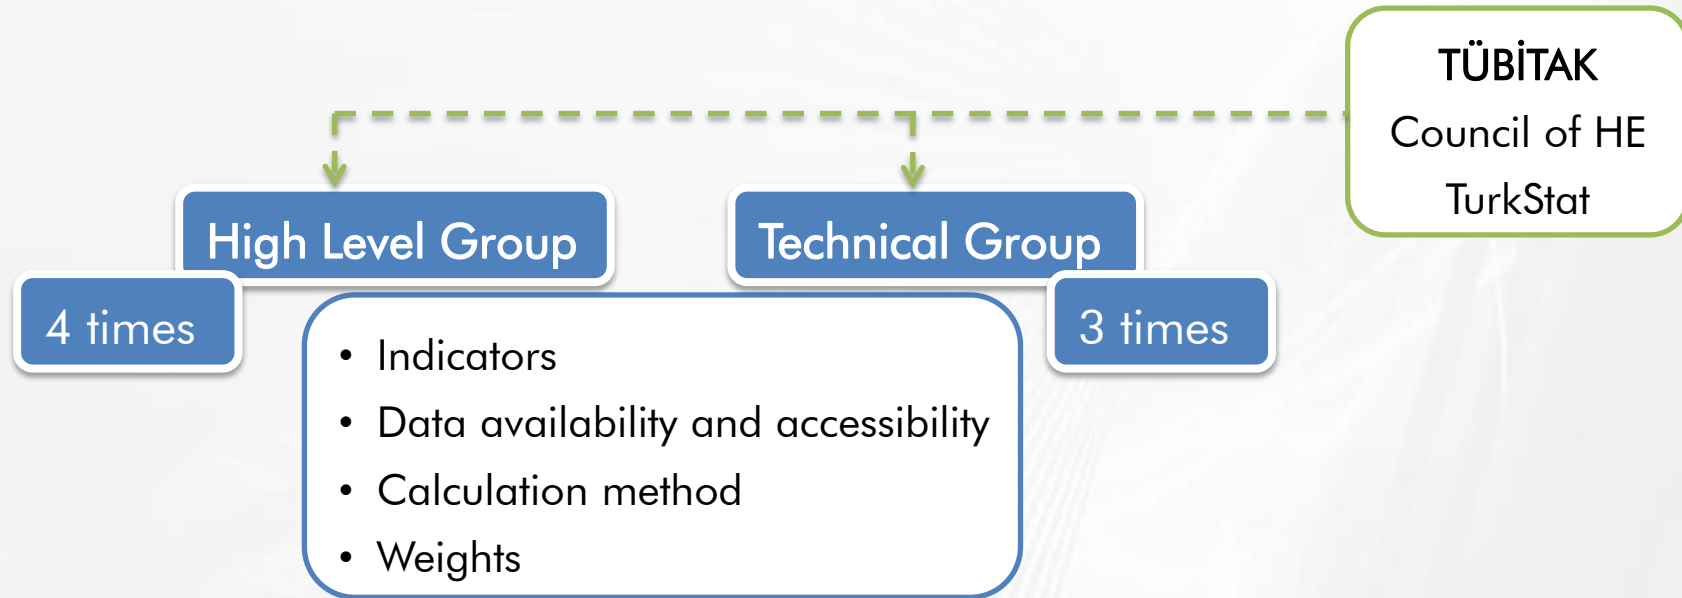 TÜBİTAK
Council of HE
TurkStat
High Level Group
Technical Group
4 times
3 times
• Indicators
• Data availability and accessibility
• Calculation method
• Weights